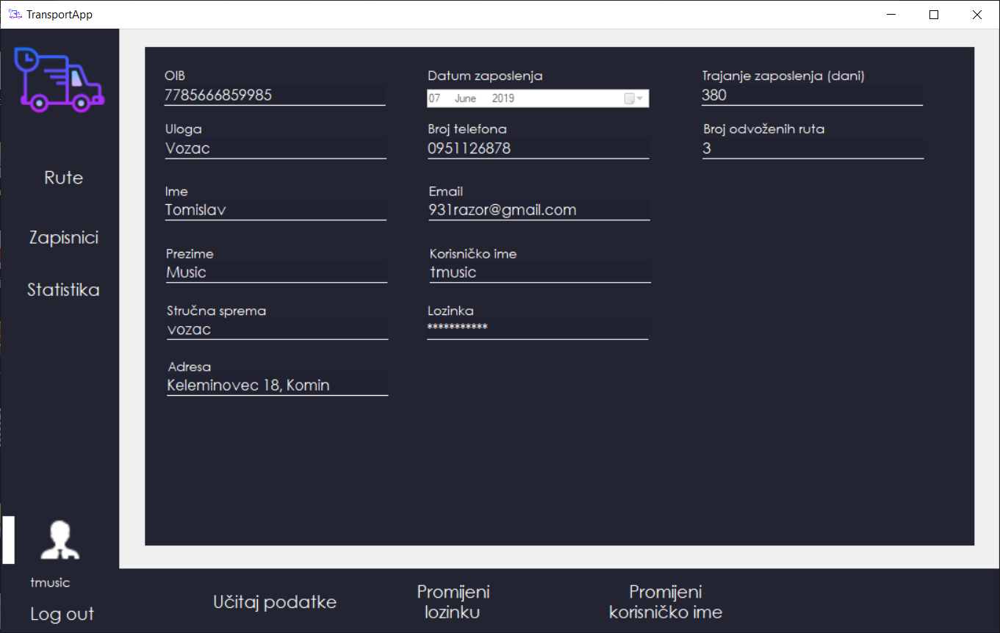 TransportApp
Rute
Zapisnici
Statistika
tmusic
Log out
OIB
7785666859985
Uloga
Vozac
Ime
Tomislav
Prezime
Music
Stručna sprema
vozac
Adresa
Keleminovec 18, Komin
Datum zaposlenja
07 June 2019
Broj telefona
0951126878
Email
931razor@gmail.com
Korisničko ime
tmusic
Lozinka
***********
Trajanje zaposlenja (dani)
380
Broj odvoženih ruta
3
Učitaj podatke
Promijeni
lozinku
Promijeni
korisničko ime